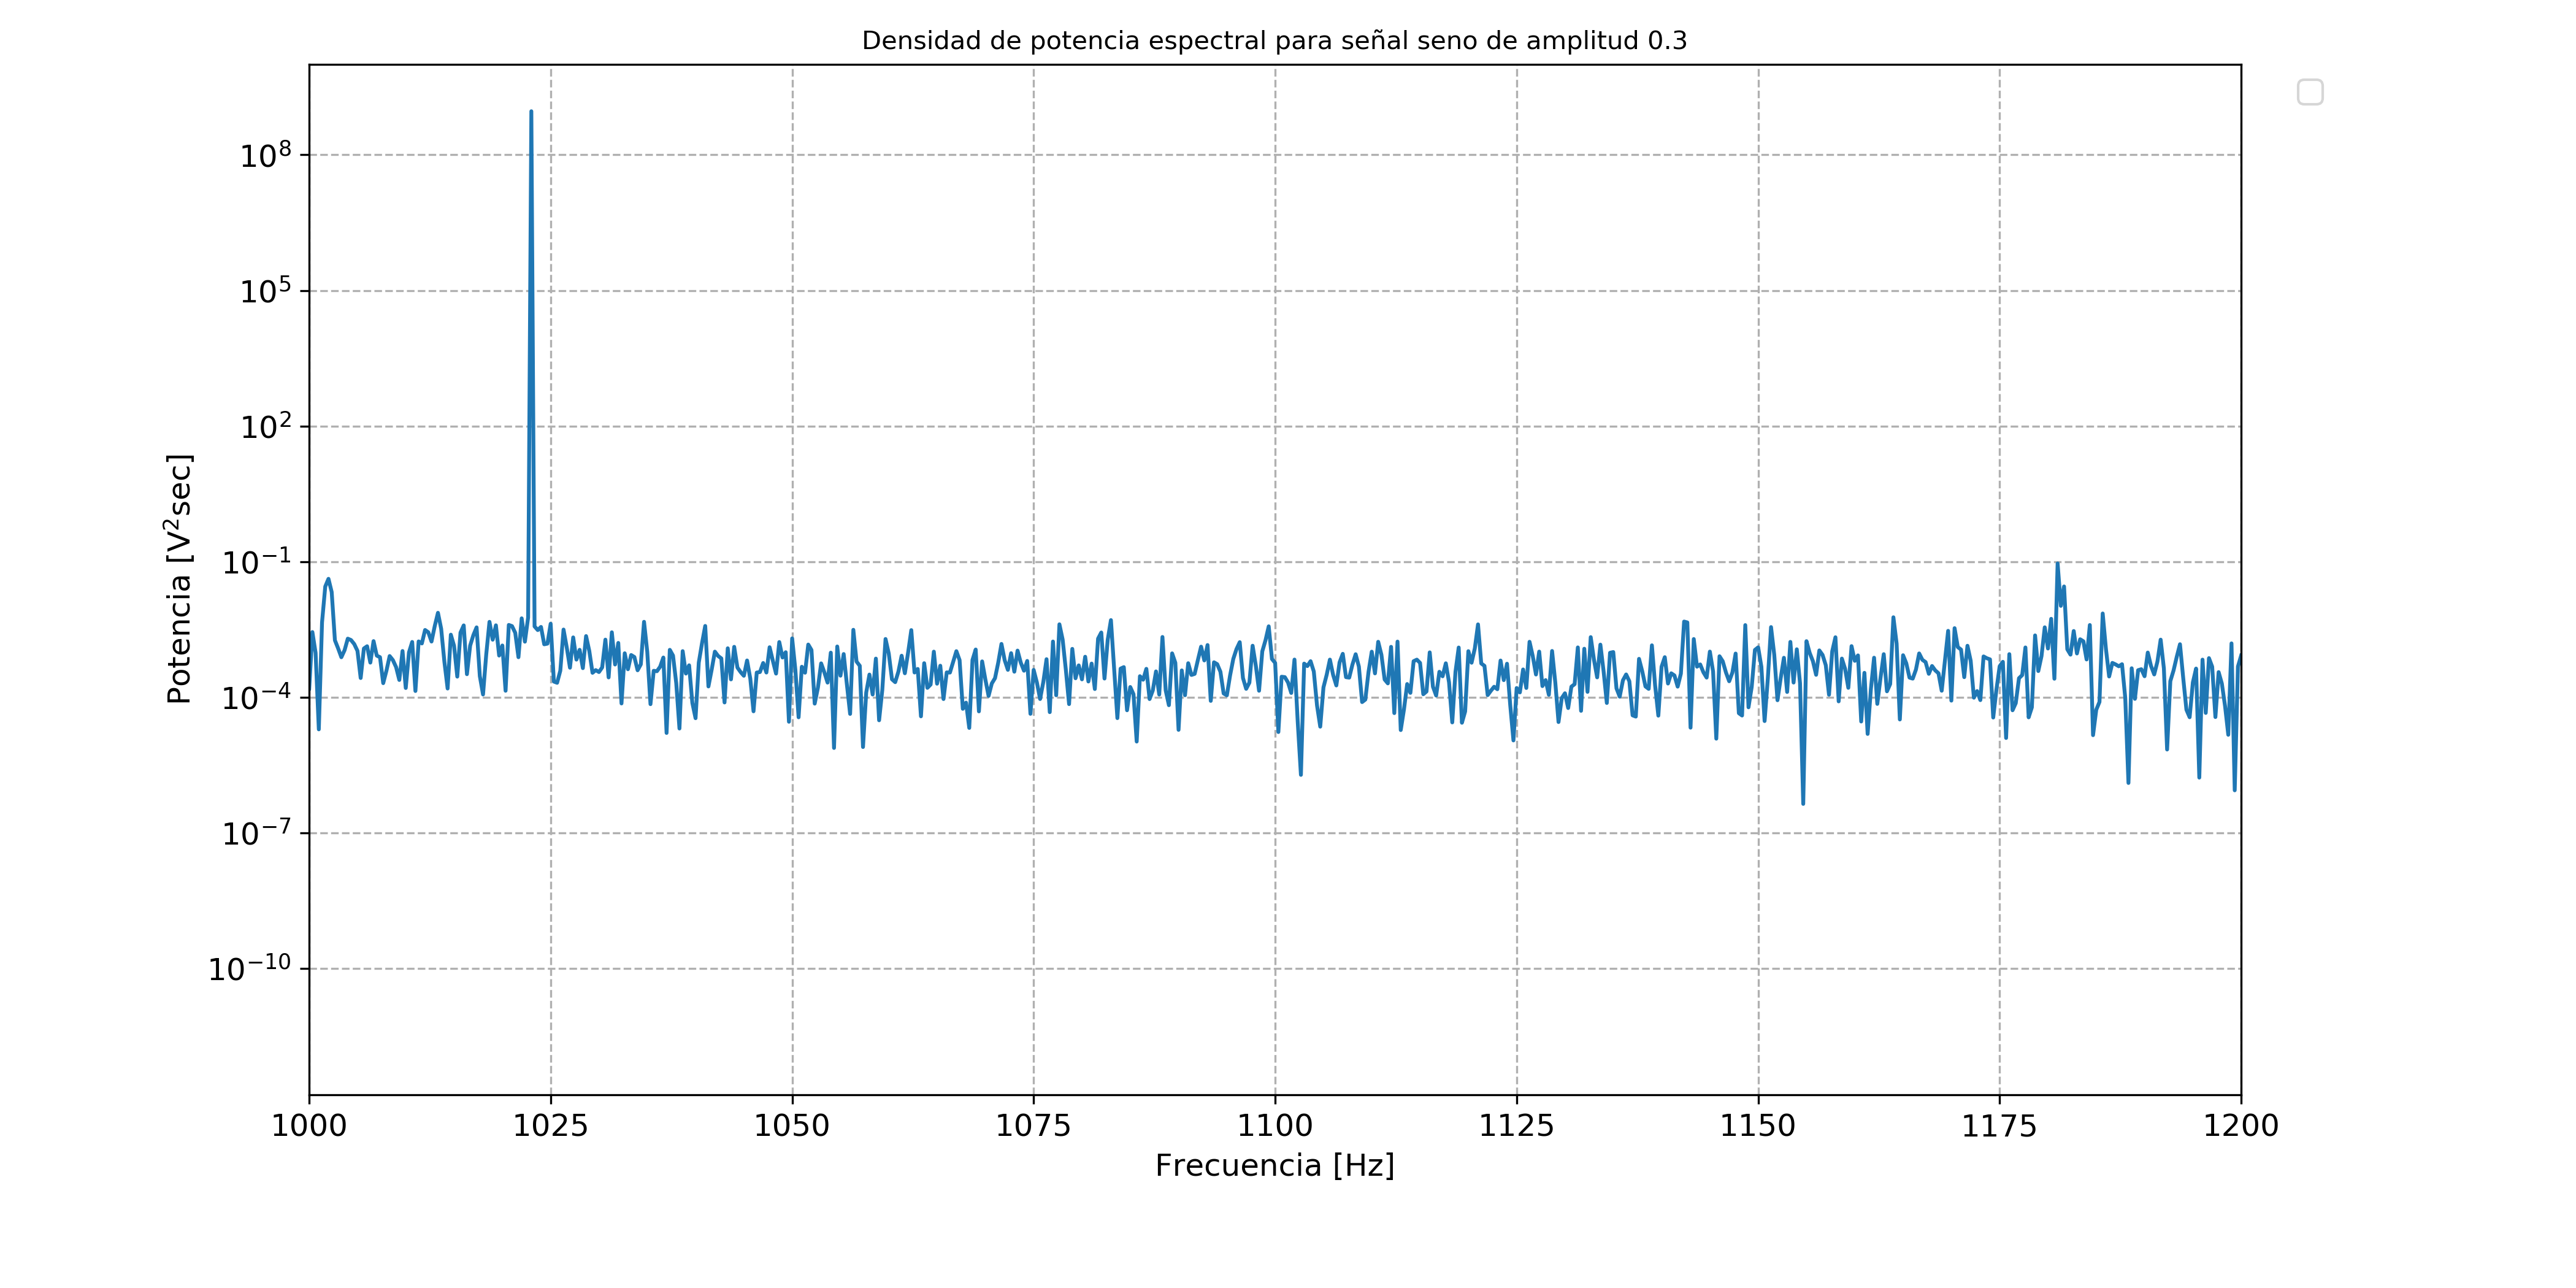 Densidad de potencia espectral para señal seno de amplitud 0.3
Potencia [V²sec]
10⁸
10⁵
10²
10⁻¹
10⁻⁴
10⁻⁷
10⁻¹⁰
1000 1025 1050 1075 1100 1125 1150 1175 1200
Frecuencia [Hz]